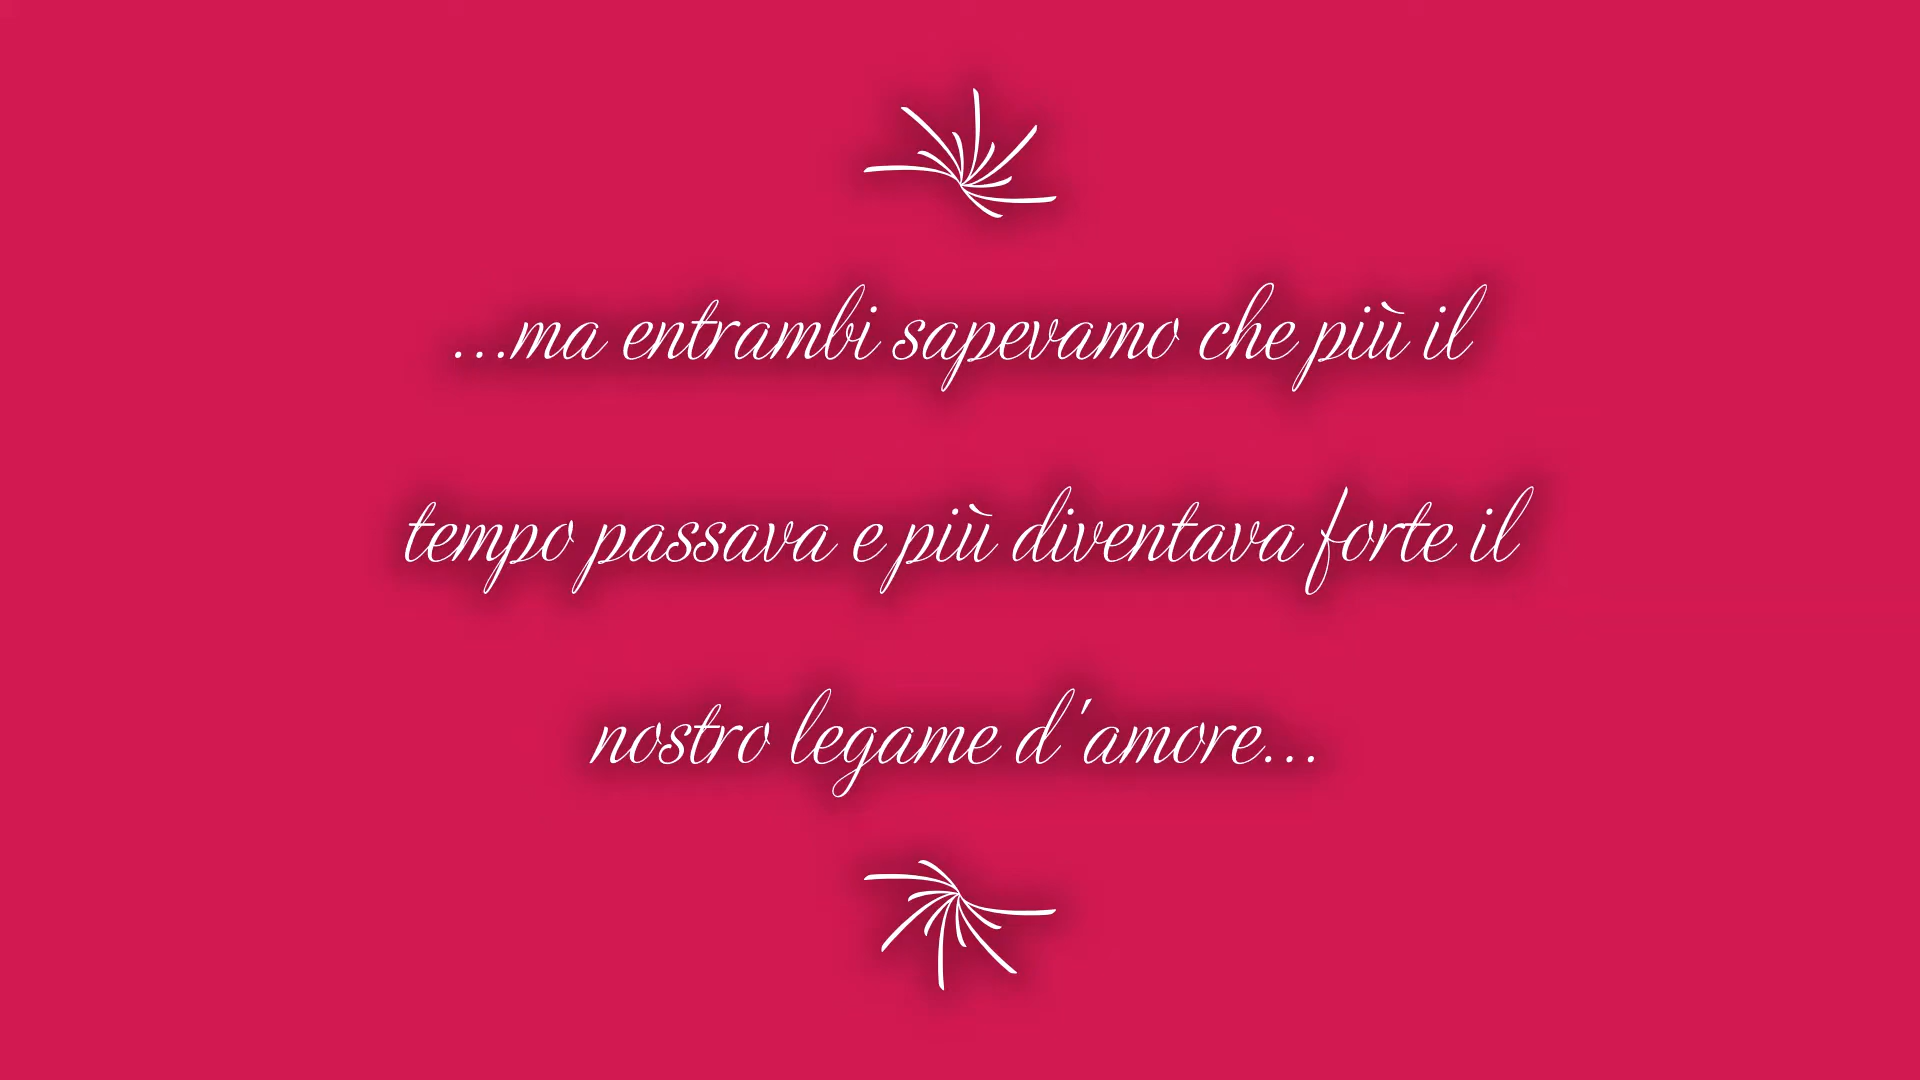 ...ma entrambi sapevamo che più il
tempo passava e più diventava forte il
nostro legame d'amore...